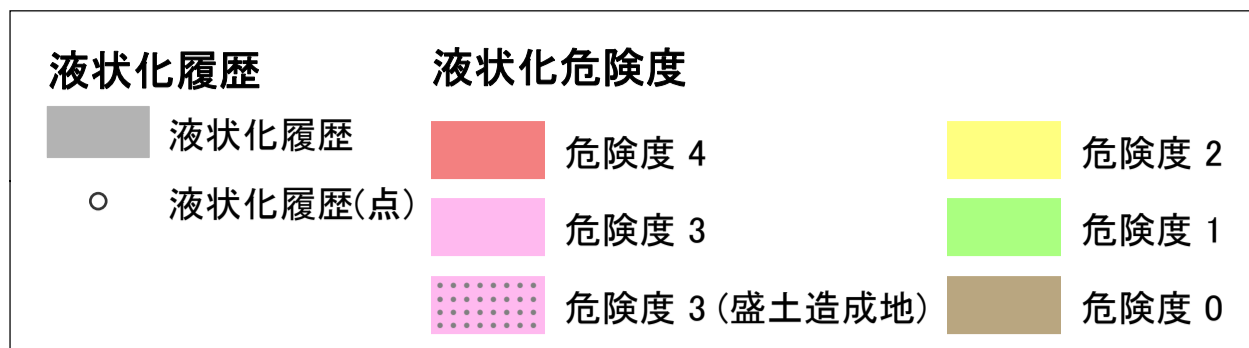 液状化履歴
液状化履歴
液状化履歴(点)
液状化危険度
危険度 4
危険度 3
危険度 3 (盛土造成地)
危険度 2
危険度 1
危険度 0